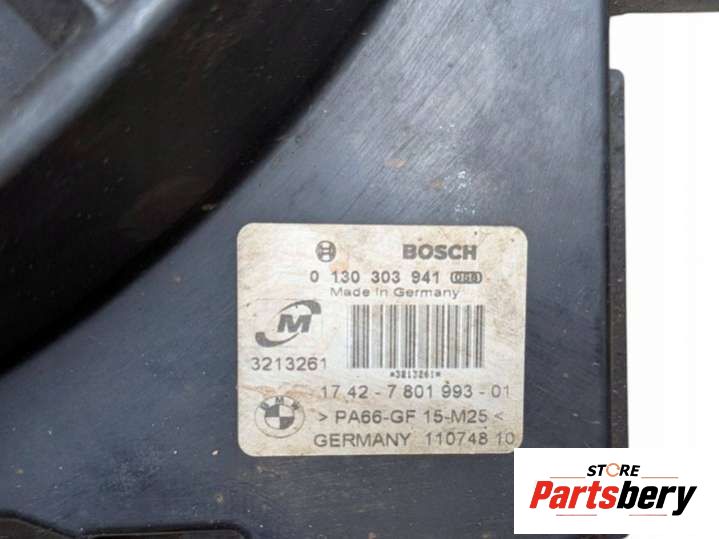 BOSCH
0 130 303 941
Made in Germany
M
3213261
*3213261*
17 42 - 7 801 993 - 01
BMW
> PA66-GF 15-M25 <
GERMANY 110748 10
STORE
Partsbery